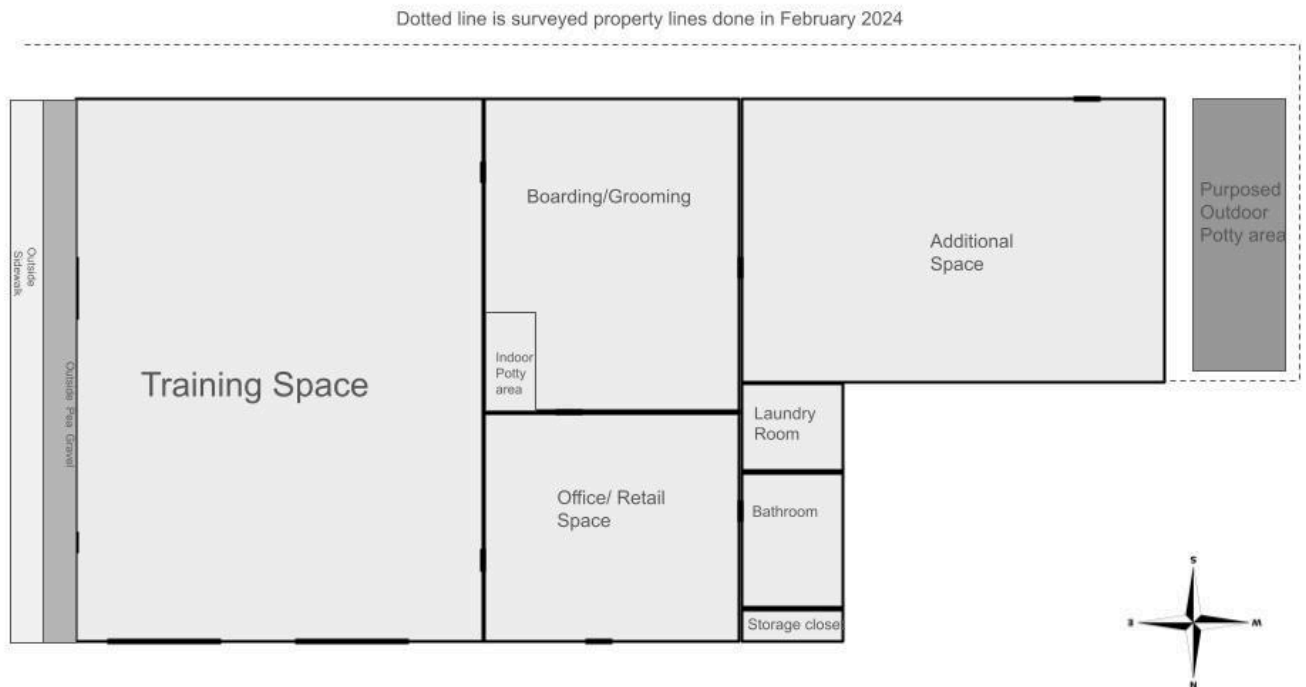 Dotted line is surveyed property lines done in February 2024
Outside
Sidewalk
Outside Pea Gravel
Training Space
Boarding/Grooming
Indoor
Potty
area
Office/ Retail
Space
Additional
Space
Laundry
Room
Bathroom
Storage close
Purposed
Outdoor
Potty area
S
E
W
N